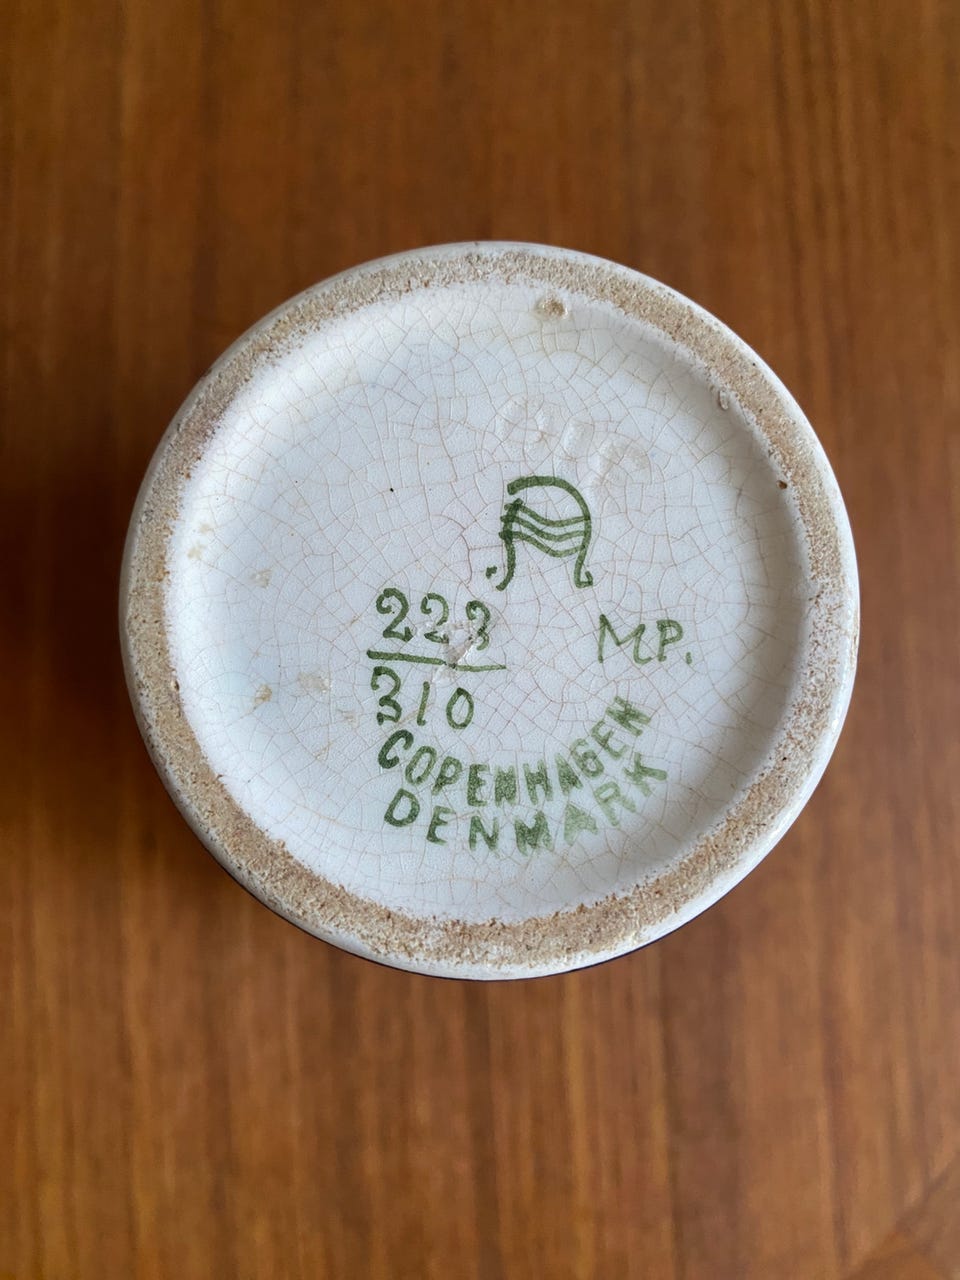 223
310
MP.
COPENHAGEN
DENMARK